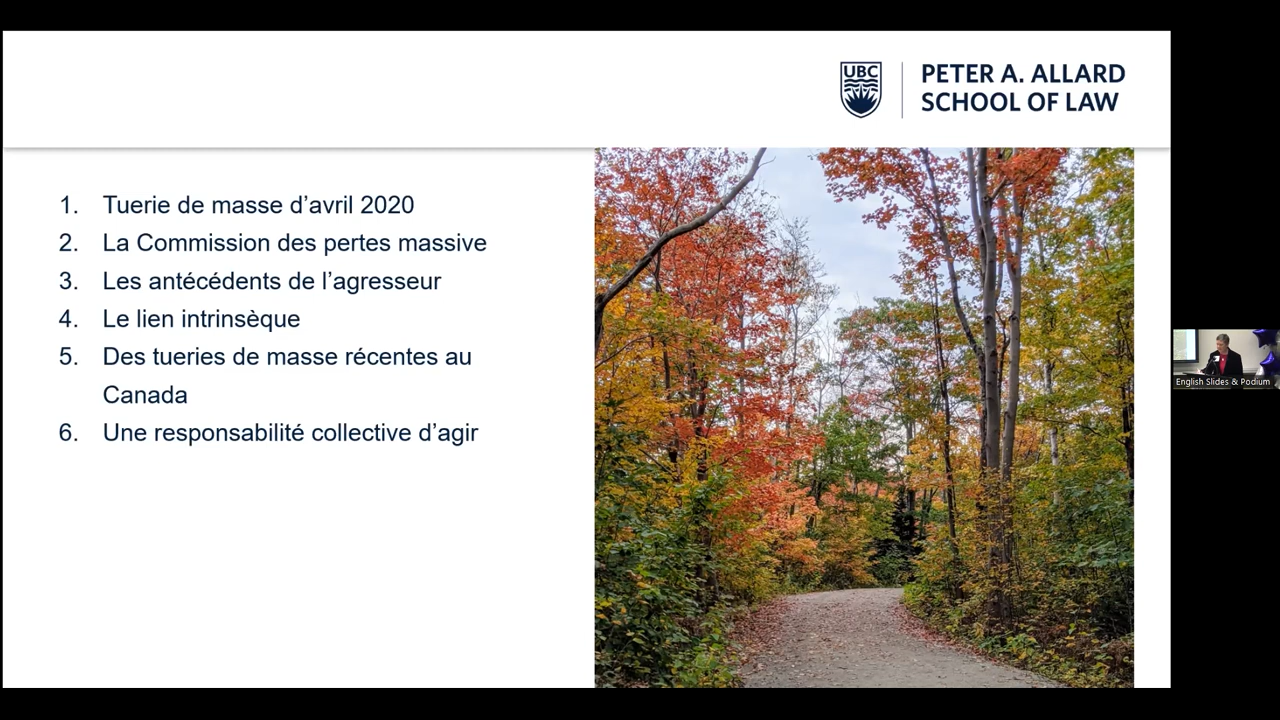 UBC
PETER A. ALLARD
SCHOOL OF LAW
1. Tuerie de masse d’avril 2020
2. La Commission des pertes massive
3. Les antécédents de l’agresseur
4. Le lien intrinsèque
5. Des tueries de masse récentes au
Canada
6. Une responsabilité collective d’agir
English Slides & Podium